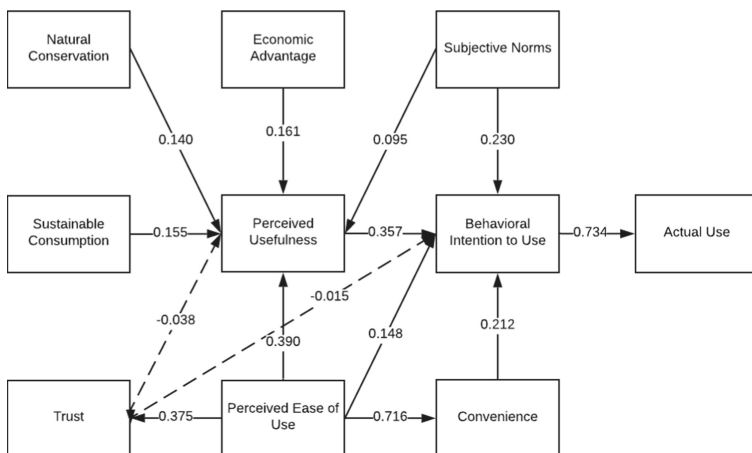 Natural
Conservation
Economic
Advantage
Subjective Norms
0.140
0.161
0.095
0.230
Sustainable
Consumption
0.155
Perceived
Usefulness
0.357
Behavioral
Intention to Use
0.734
Actual Use
-0.038
-0.015
0.390
0.148
0.212
Trust
0.375
Perceived Ease of
Use
0.716
Convenience